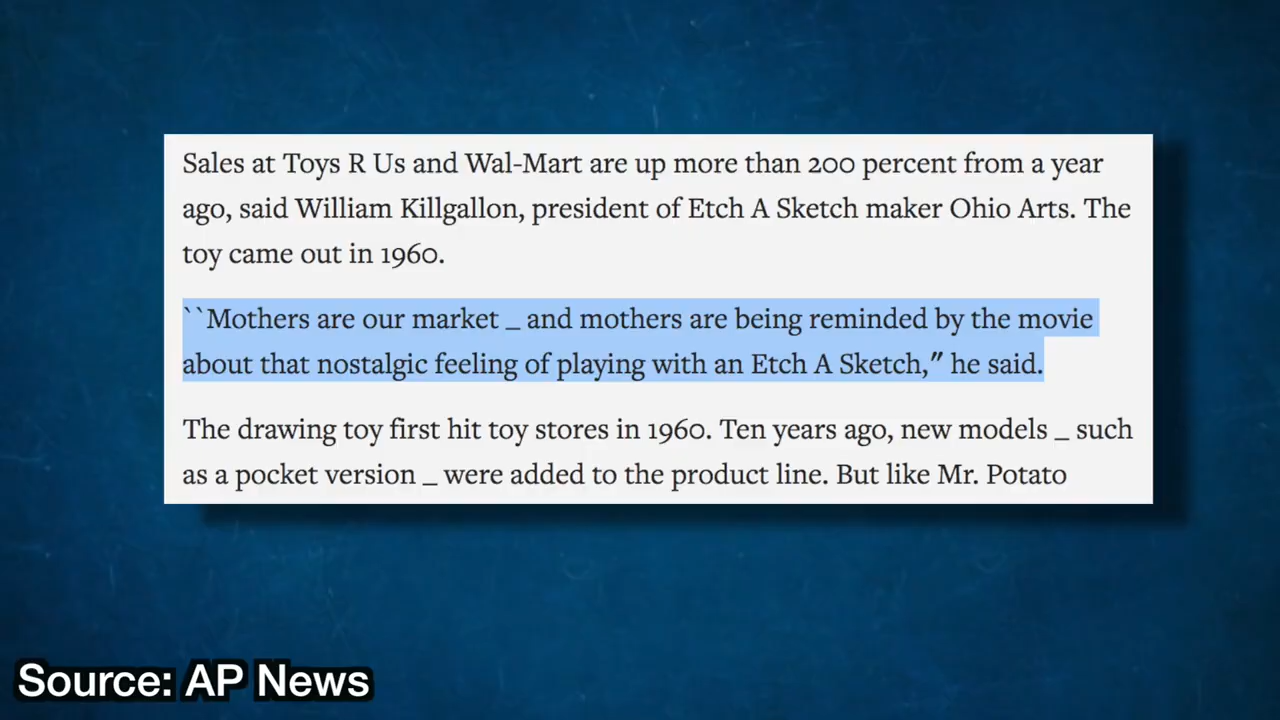 Sales at Toys R Us and Wal-Mart are up more than 200 percent from a year
ago, said William Killgallon, president of Etch A Sketch maker Ohio Arts. The
toy came out in 1960.
``Mothers are our market _ and mothers are being reminded by the movie
about that nostalgic feeling of playing with an Etch A Sketch,″ he said.
The drawing toy first hit toy stores in 1960. Ten years ago, new models _ such
as a pocket version _ were added to the product line. But like Mr. Potato
Source: AP News